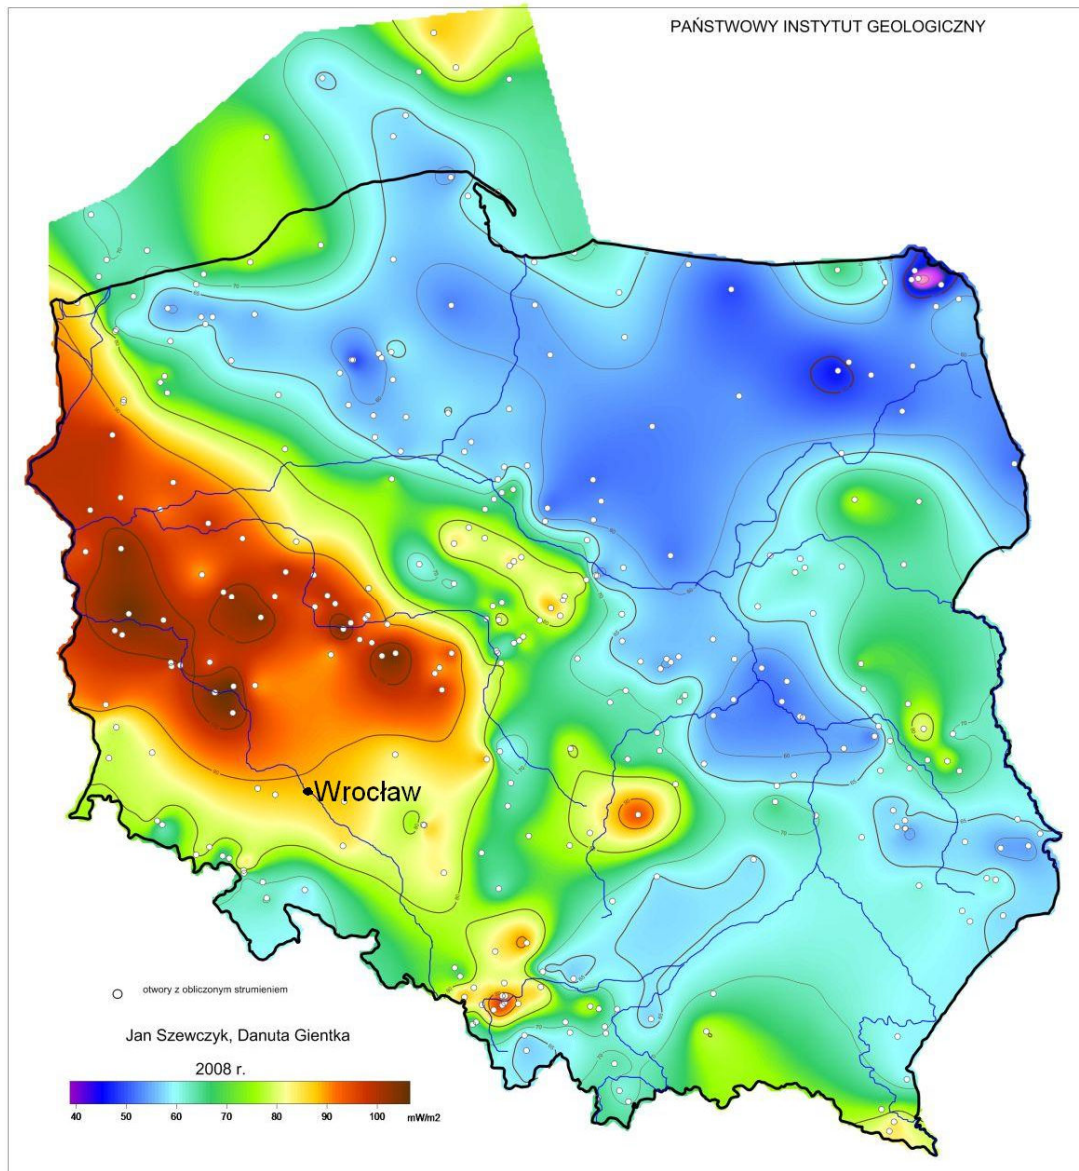 PAŃSTWOWY INSTYTUT GEOLOGICZNY
Wrocław
otwory z obliczonym strumieniem
Jan Szewczyk, Danuta Gientka
2008 r.
40 50 60 70 80 90 100 mW/m2